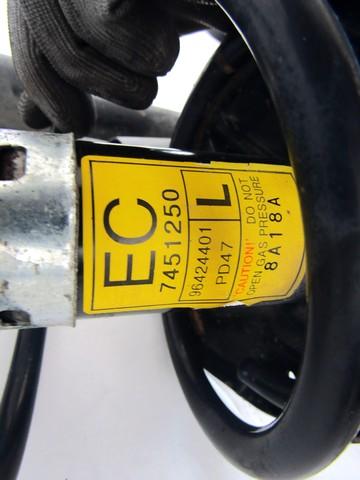 EC
7451250
96424401
PD47
L
CAUTION! DO NOT
OPEN GAS PRESSURE
8A18A